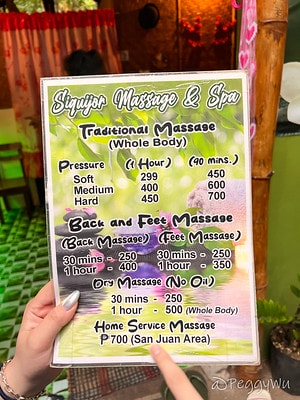 Siquijor Massage & Spa
Traditional Massage
(Whole Body)
Pressure (1 Hour) (90 mins.)
Soft 299 450
Medium 400 600
Hard 450 700
Back and Feet Massage
(Back Massage) (Feet Massage)
30 mins - 250 30 mins - 250
1 hour - 400 1 hour - 350
Dry Massage (No Oil)
30 mins - 250
1 hour - 500 (Whole Body)
Home Service Massage
₱700 (San Juan Area)
@PeggyWu